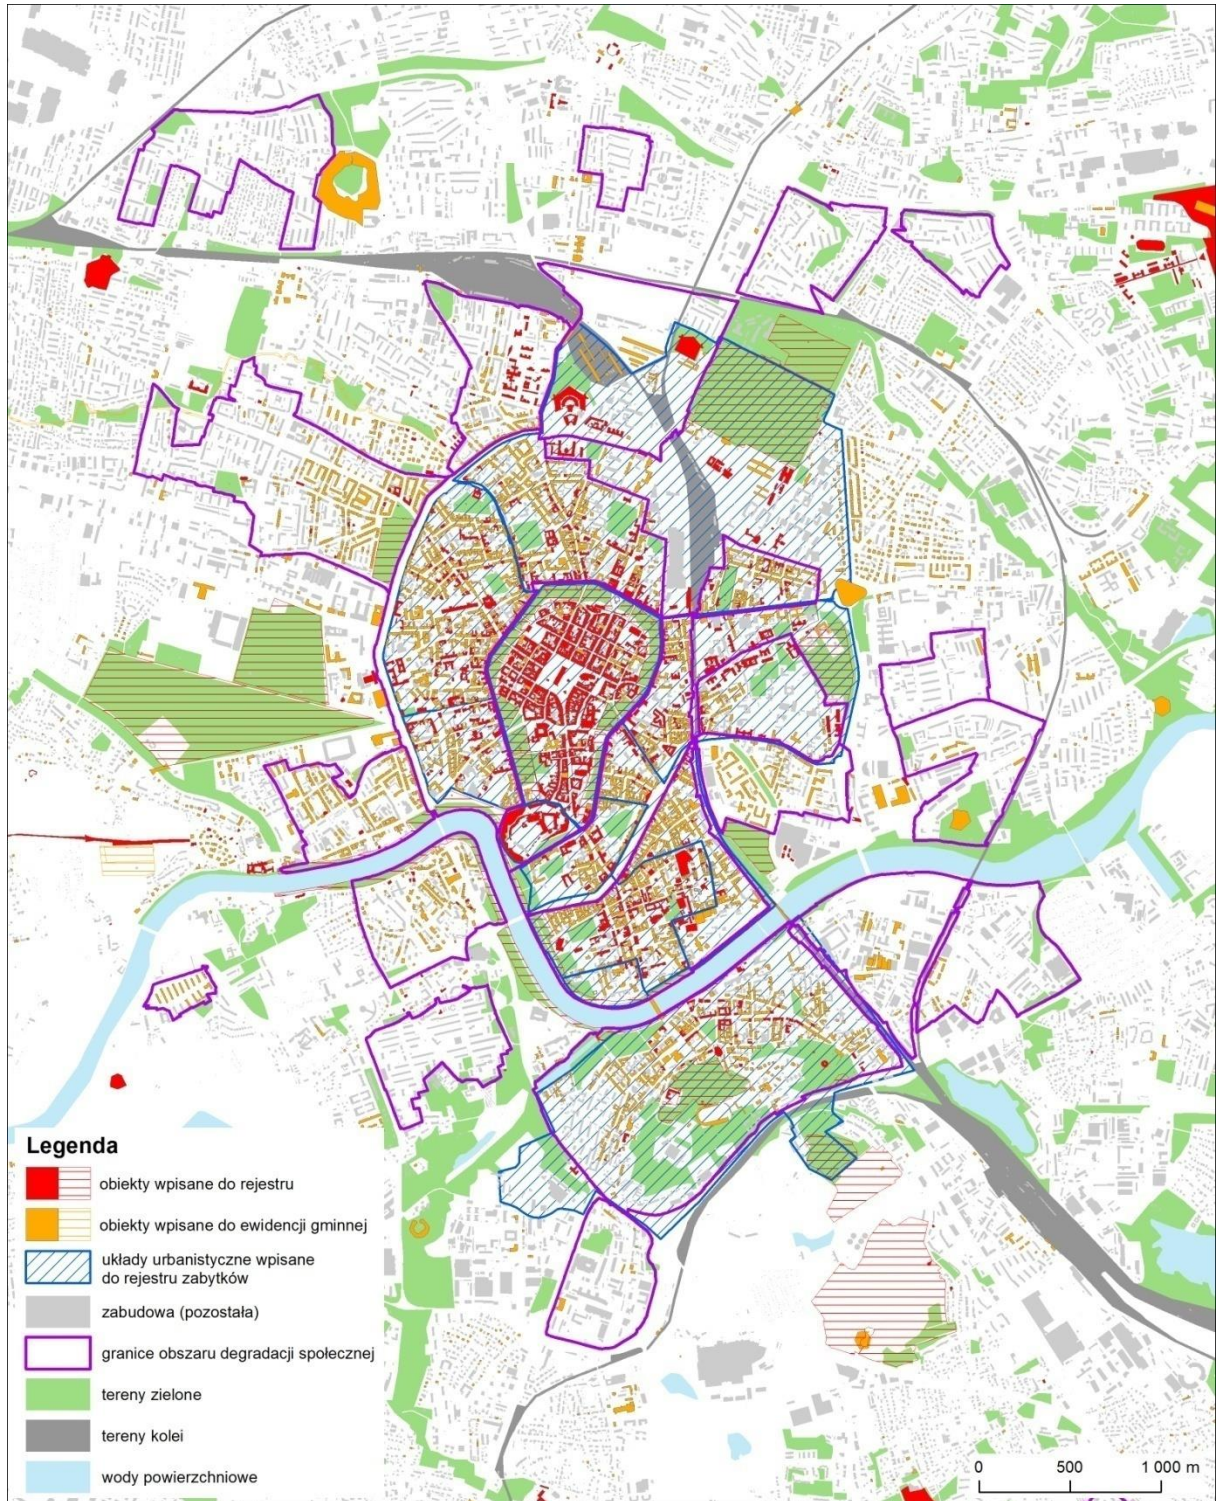 Legenda
obiekty wpisane do rejestru
obiekty wpisane do ewidencji gminnej
układy urbanistyczne wpisane
do rejestru zabytków
zabudowa (pozostała)
granice obszaru degradacji społecznej
tereny zielone
tereny kolei
wody powierzchniowe
0 500 1 000 m